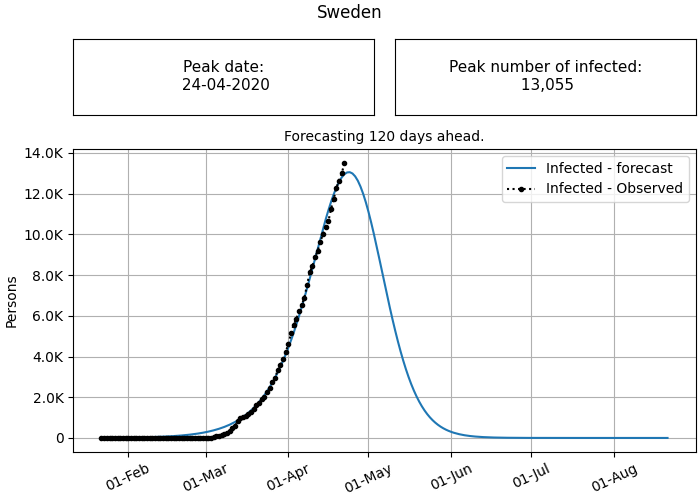 Sweden
Peak date:
24-04-2020
Peak number of infected:
13,055
Forecasting 120 days ahead.
14.0K
12.0K
10.0K
8.0K
6.0K
4.0K
2.0K
0
Persons
Infected - forecast
Infected - Observed
01-Feb
01-Mar
01-Apr
01-May
01-Jun
01-Jul
01-Aug